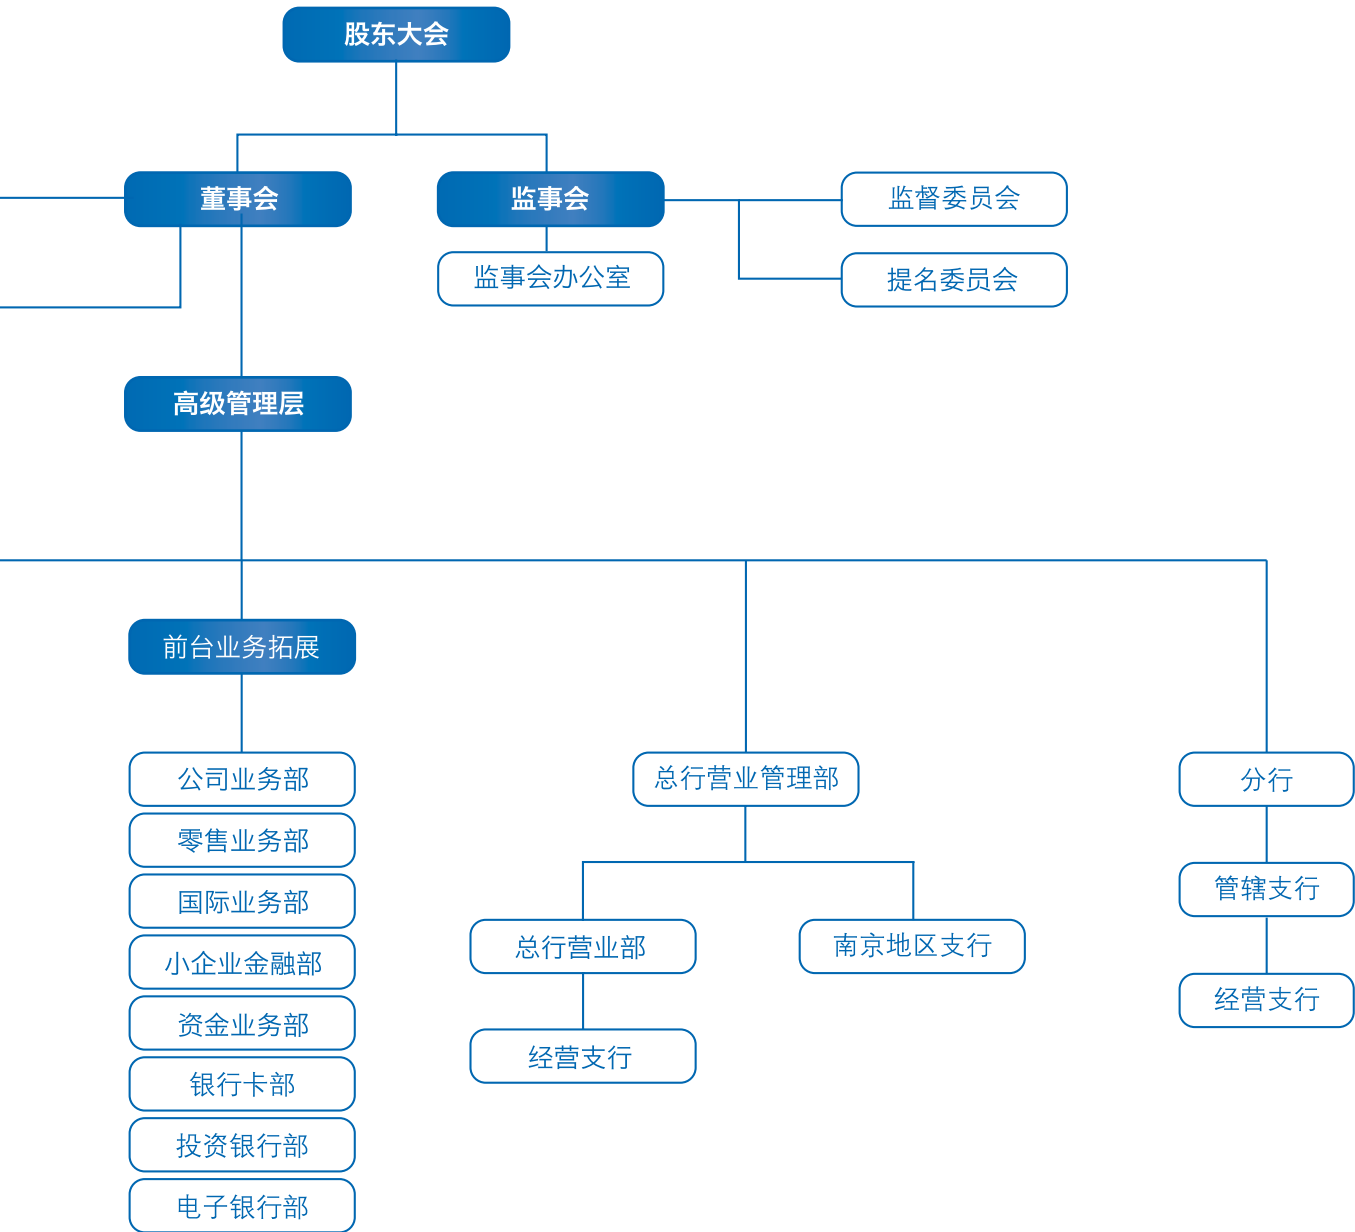 股东大会
董事会
监事会
监督委员会
监事会办公室
提名委员会
高级管理层
前台业务拓展
公司业务部
零售业务部
国际业务部
小企业金融部
资金业务部
银行卡部
投资银行部
电子银行部
总行营业管理部
总行营业部
南京地区支行
经营支行
分行
管辖支行
经营支行